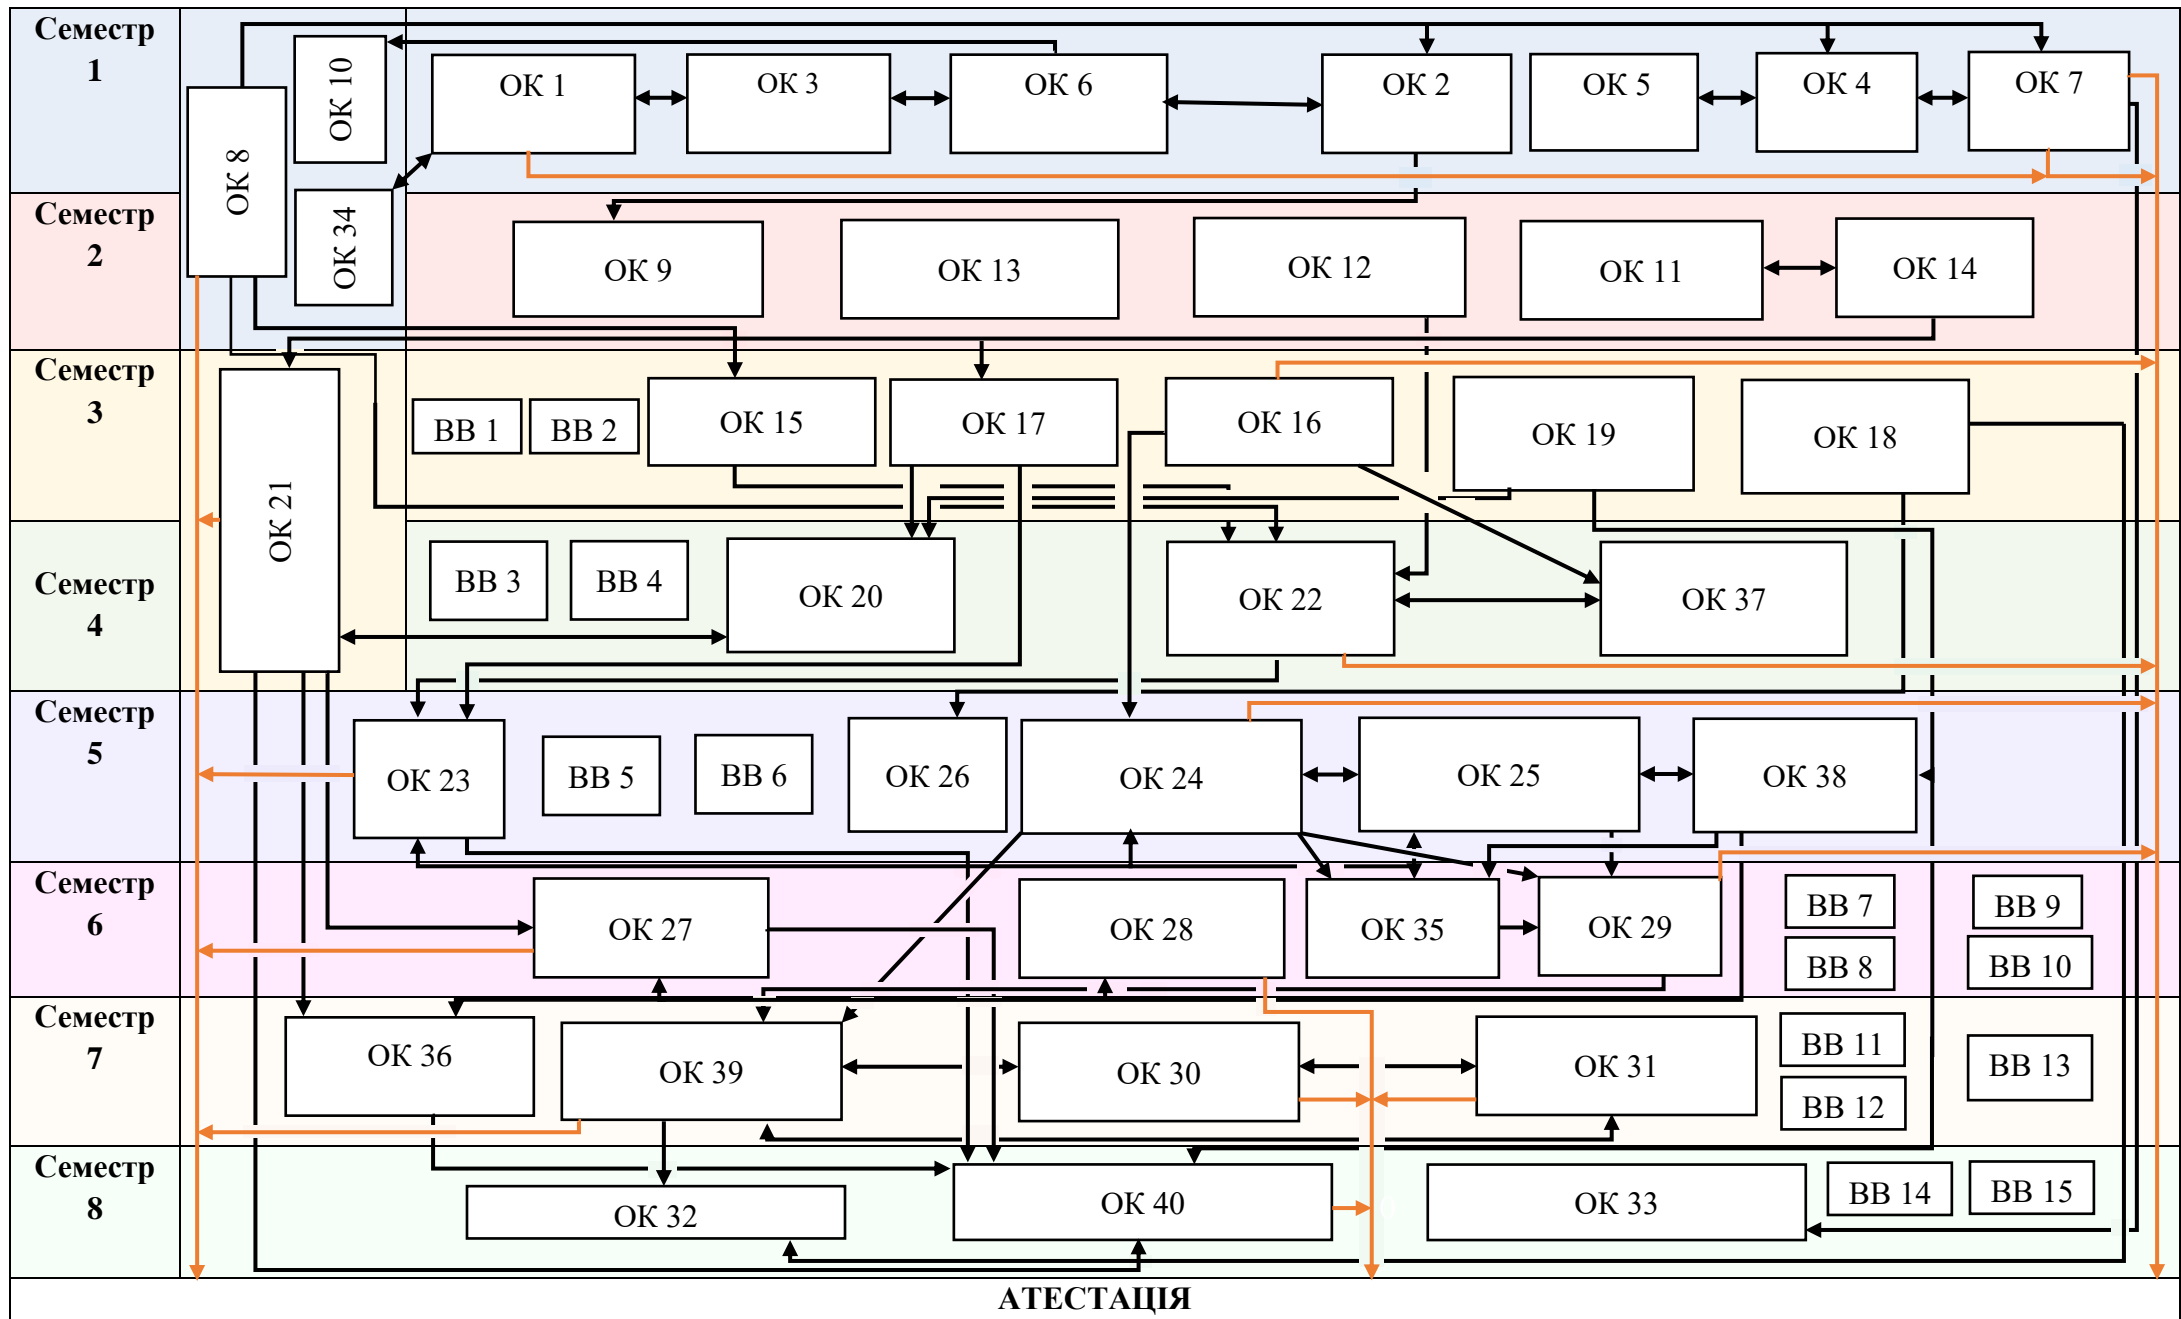 Семестр
1
ОК 8
ОК 10
ОК 34
ОК 1
ОК 3
ОК 6
ОК 2
ОК 5
ОК 4
ОК 7
Семестр
2
ОК 9
ОК 13
ОК 12
ОК 11
ОК 14
Семестр
3
ОК 21
ВВ 1
ВВ 2
ОК 15
ОК 17
ОК 16
ОК 19
ОК 18
Семестр
4
ВВ 3
ВВ 4
ОК 20
ОК 22
ОК 37
Семестр
5
ОК 23
ВВ 5
ВВ 6
ОК 26
ОК 24
ОК 25
ОК 38
Семестр
6
ОК 27
ОК 28
ОК 35
ОК 29
ВВ 7
ВВ 9
ВВ 8
ВВ 10
Семестр
7
ОК 36
ОК 39
ОК 30
ОК 31
ВВ 11
ВВ 13
ВВ 12
Семестр
8
ОК 32
ОК 40
ОК 33
ВВ 14
ВВ 15
АТЕСТАЦІЯ